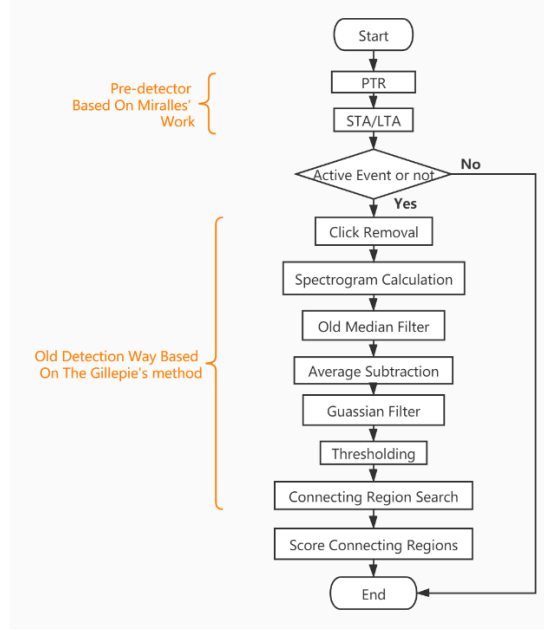 Start
Pre-detector
Based On Miralles'
Work
PTR
STA/LTA
Active Event or not
No
Yes
Click Removal
Spectrogram Calculation
Old Median Filter
Old Detection Way Based
On The Gillepie's method
Average Subtraction
Guassian Filter
Thresholding
Connecting Region Search
Score Connecting Regions
End